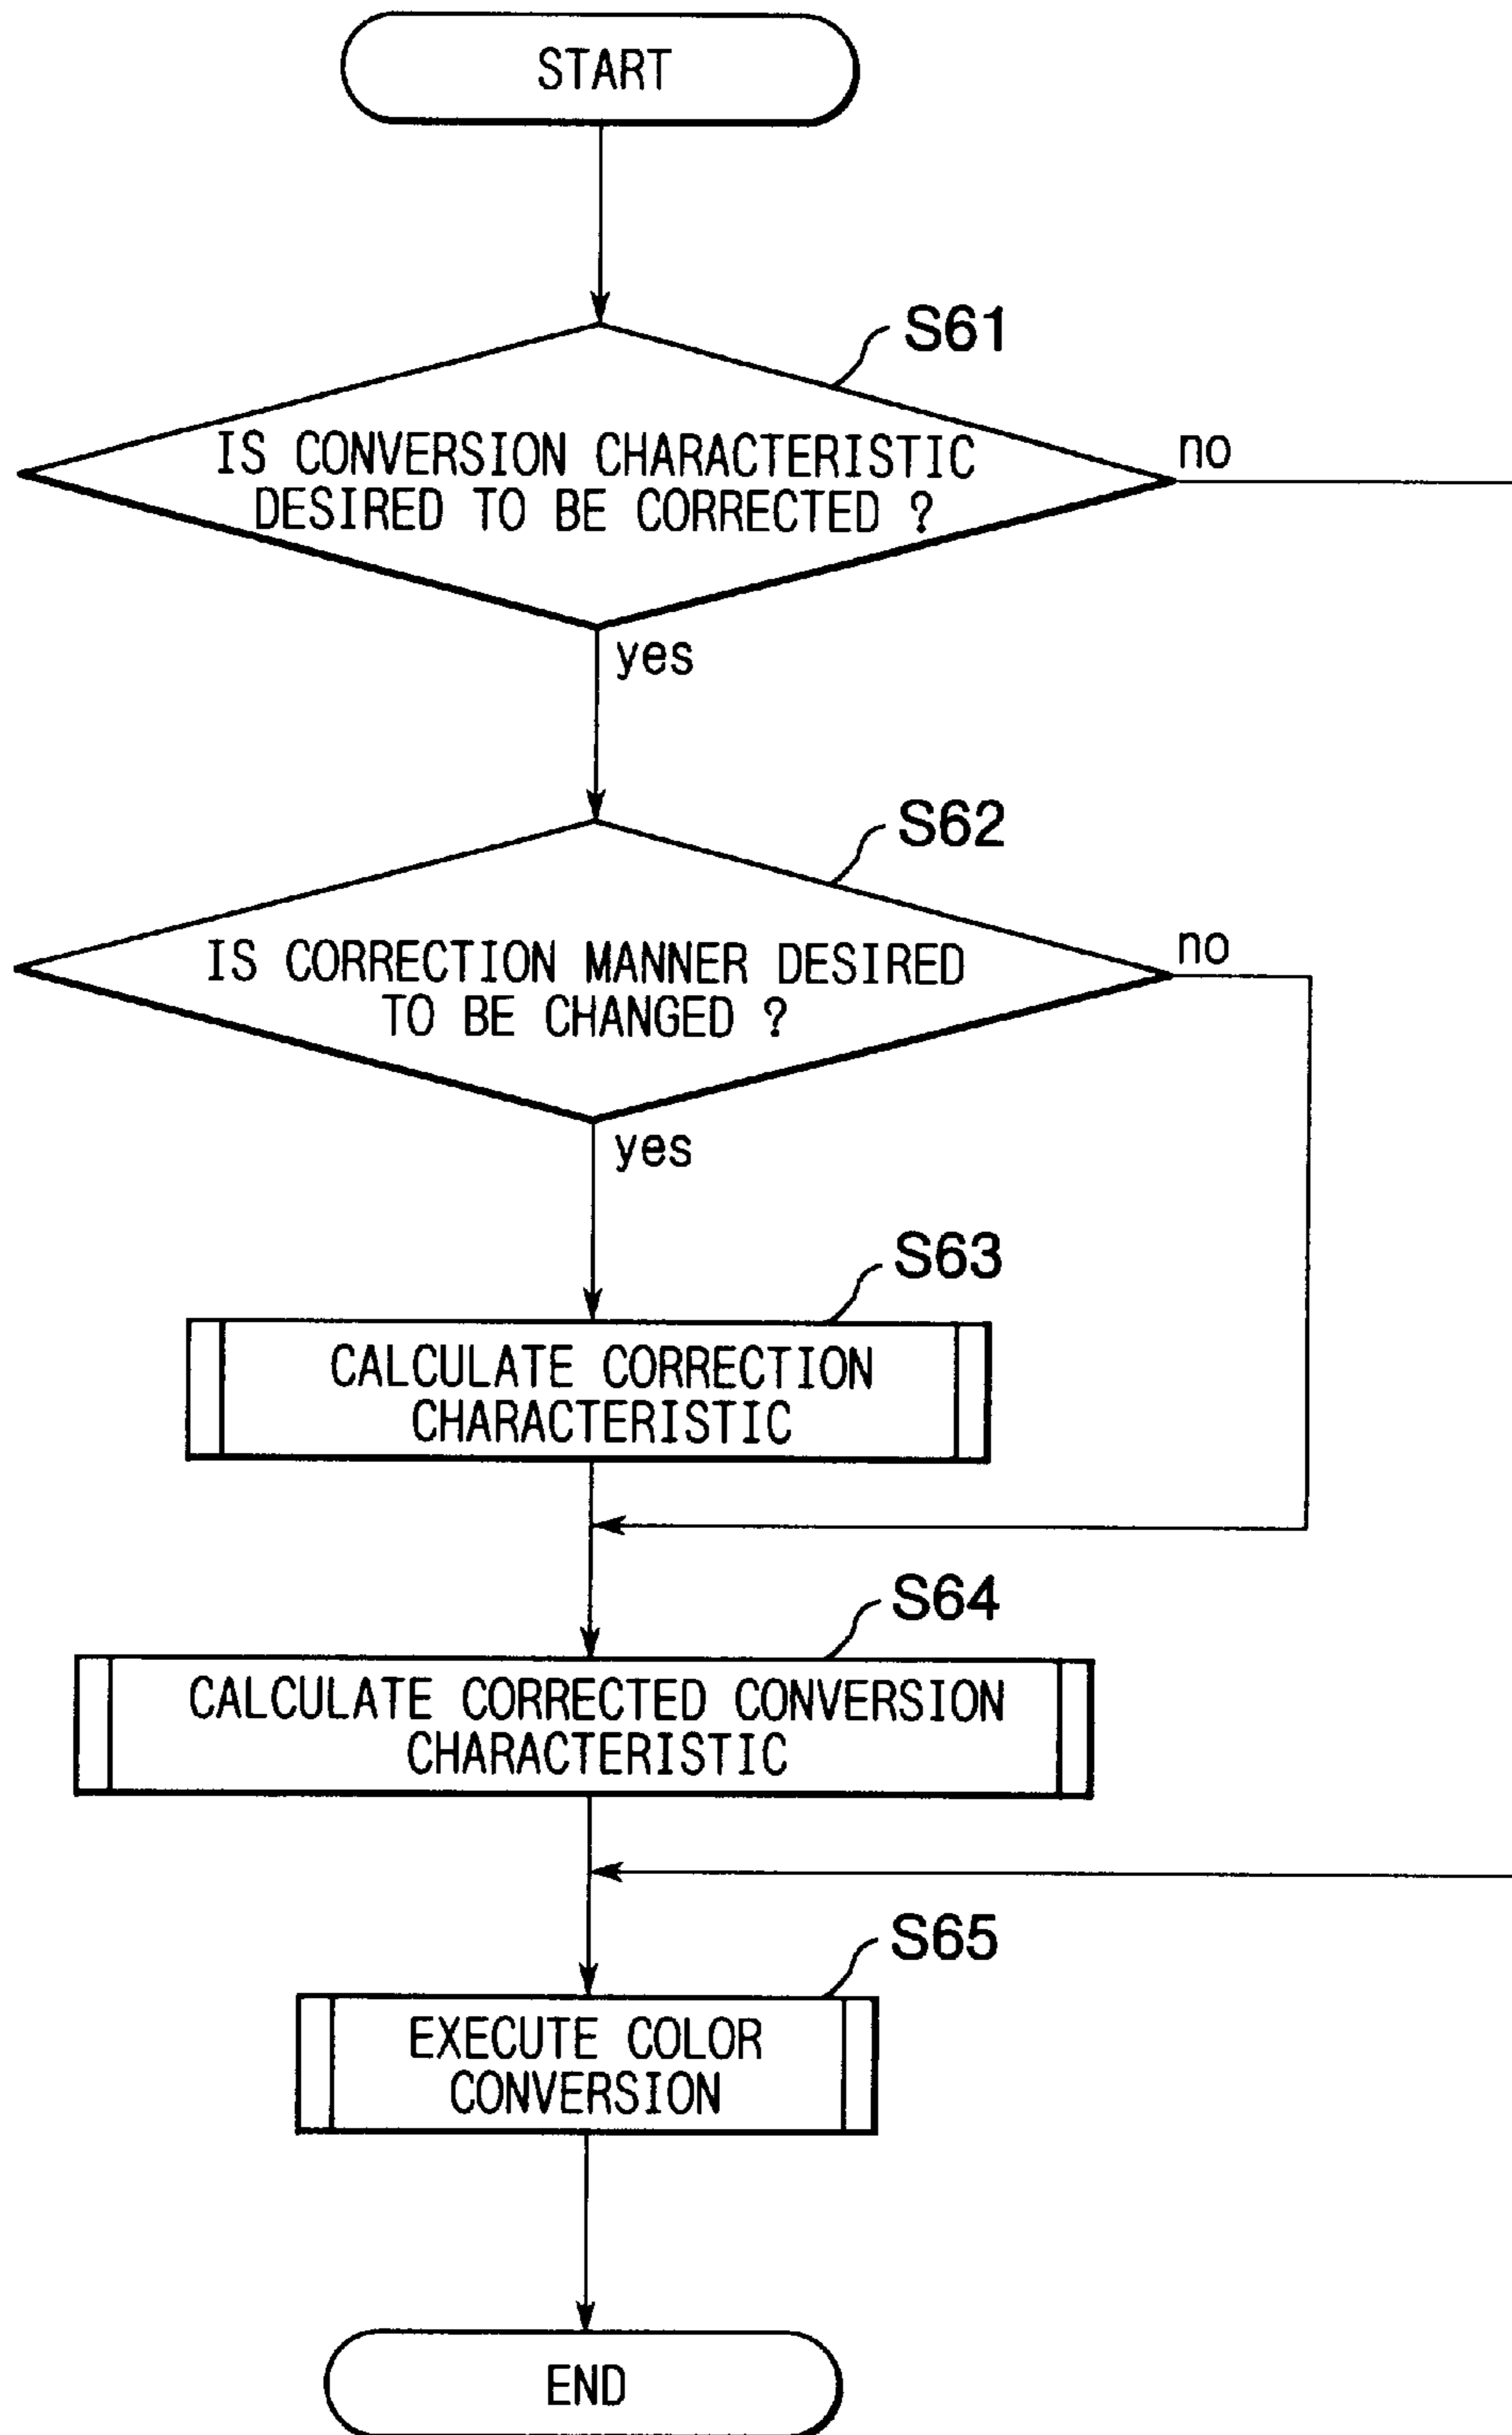 START
S61
IS CONVERSION CHARACTERISTIC
DESIRED TO BE CORRECTED ?
no
yes
S62
IS CORRECTION MANNER DESIRED
TO BE CHANGED ?
no
yes
S63
CALCULATE CORRECTION
CHARACTERISTIC
S64
CALCULATE CORRECTED CONVERSION
CHARACTERISTIC
S65
EXECUTE COLOR
CONVERSION
END